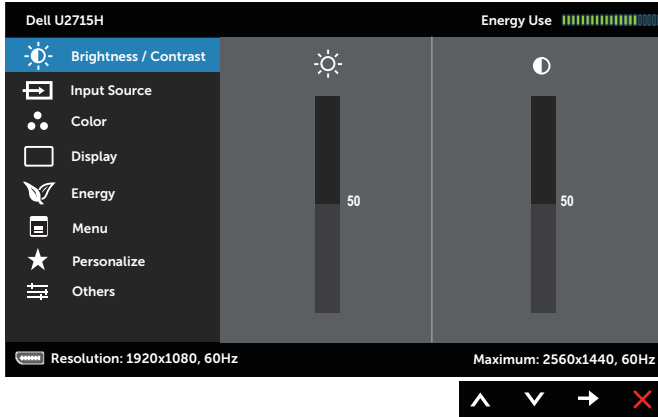 Dell U2715H
Energy Use
Brightness / Contrast
Input Source
Color
Display
Energy
Menu
Personalize
Others
50
50
Resolution: 1920x1080, 60Hz
Maximum: 2560x1440, 60Hz